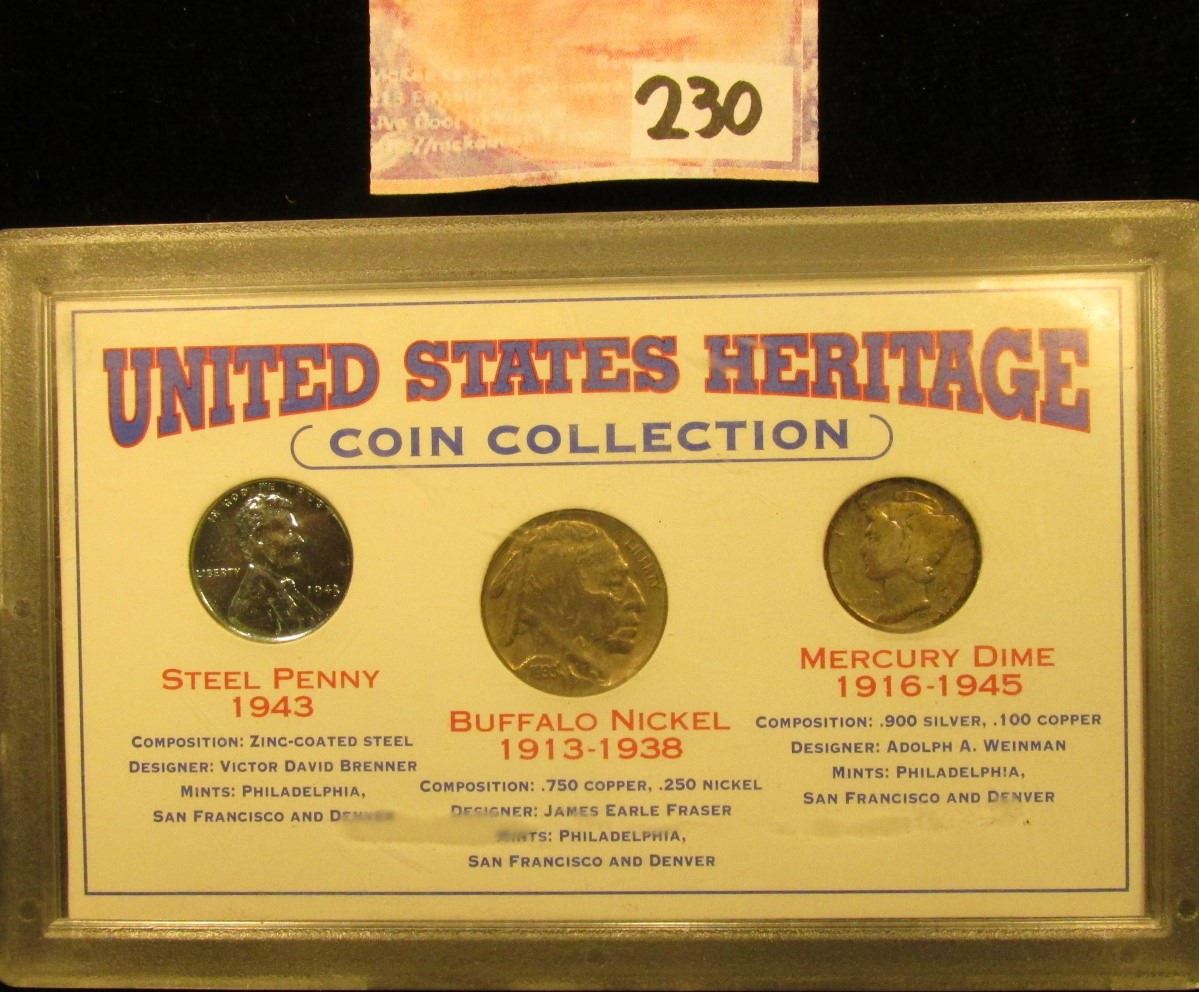 230
UNITED STATES HERITAGE
COIN COLLECTION
LIBERTY 1943
STEEL PENNY
1943
COMPOSITION: ZINC-COATED STEEL
DESIGNER: VICTOR DAVID BRENNER
MINTS: PHILADELPHIA,
SAN FRANCISCO AND DENVER
BUFFALO NICKEL
1913-1938
COMPOSITION: .750 COPPER, .250 NICKEL
DESIGNER: JAMES EARLE FRASER
MINTS: PHILADELPHIA,
SAN FRANCISCO AND DENVER
MERCURY DIME
1916-1945
COMPOSITION: .900 SILVER, .100 COPPER
DESIGNER: ADOLPH A. WEINMAN
MINTS: PHILADELPHIA,
SAN FRANCISCO AND DENVER